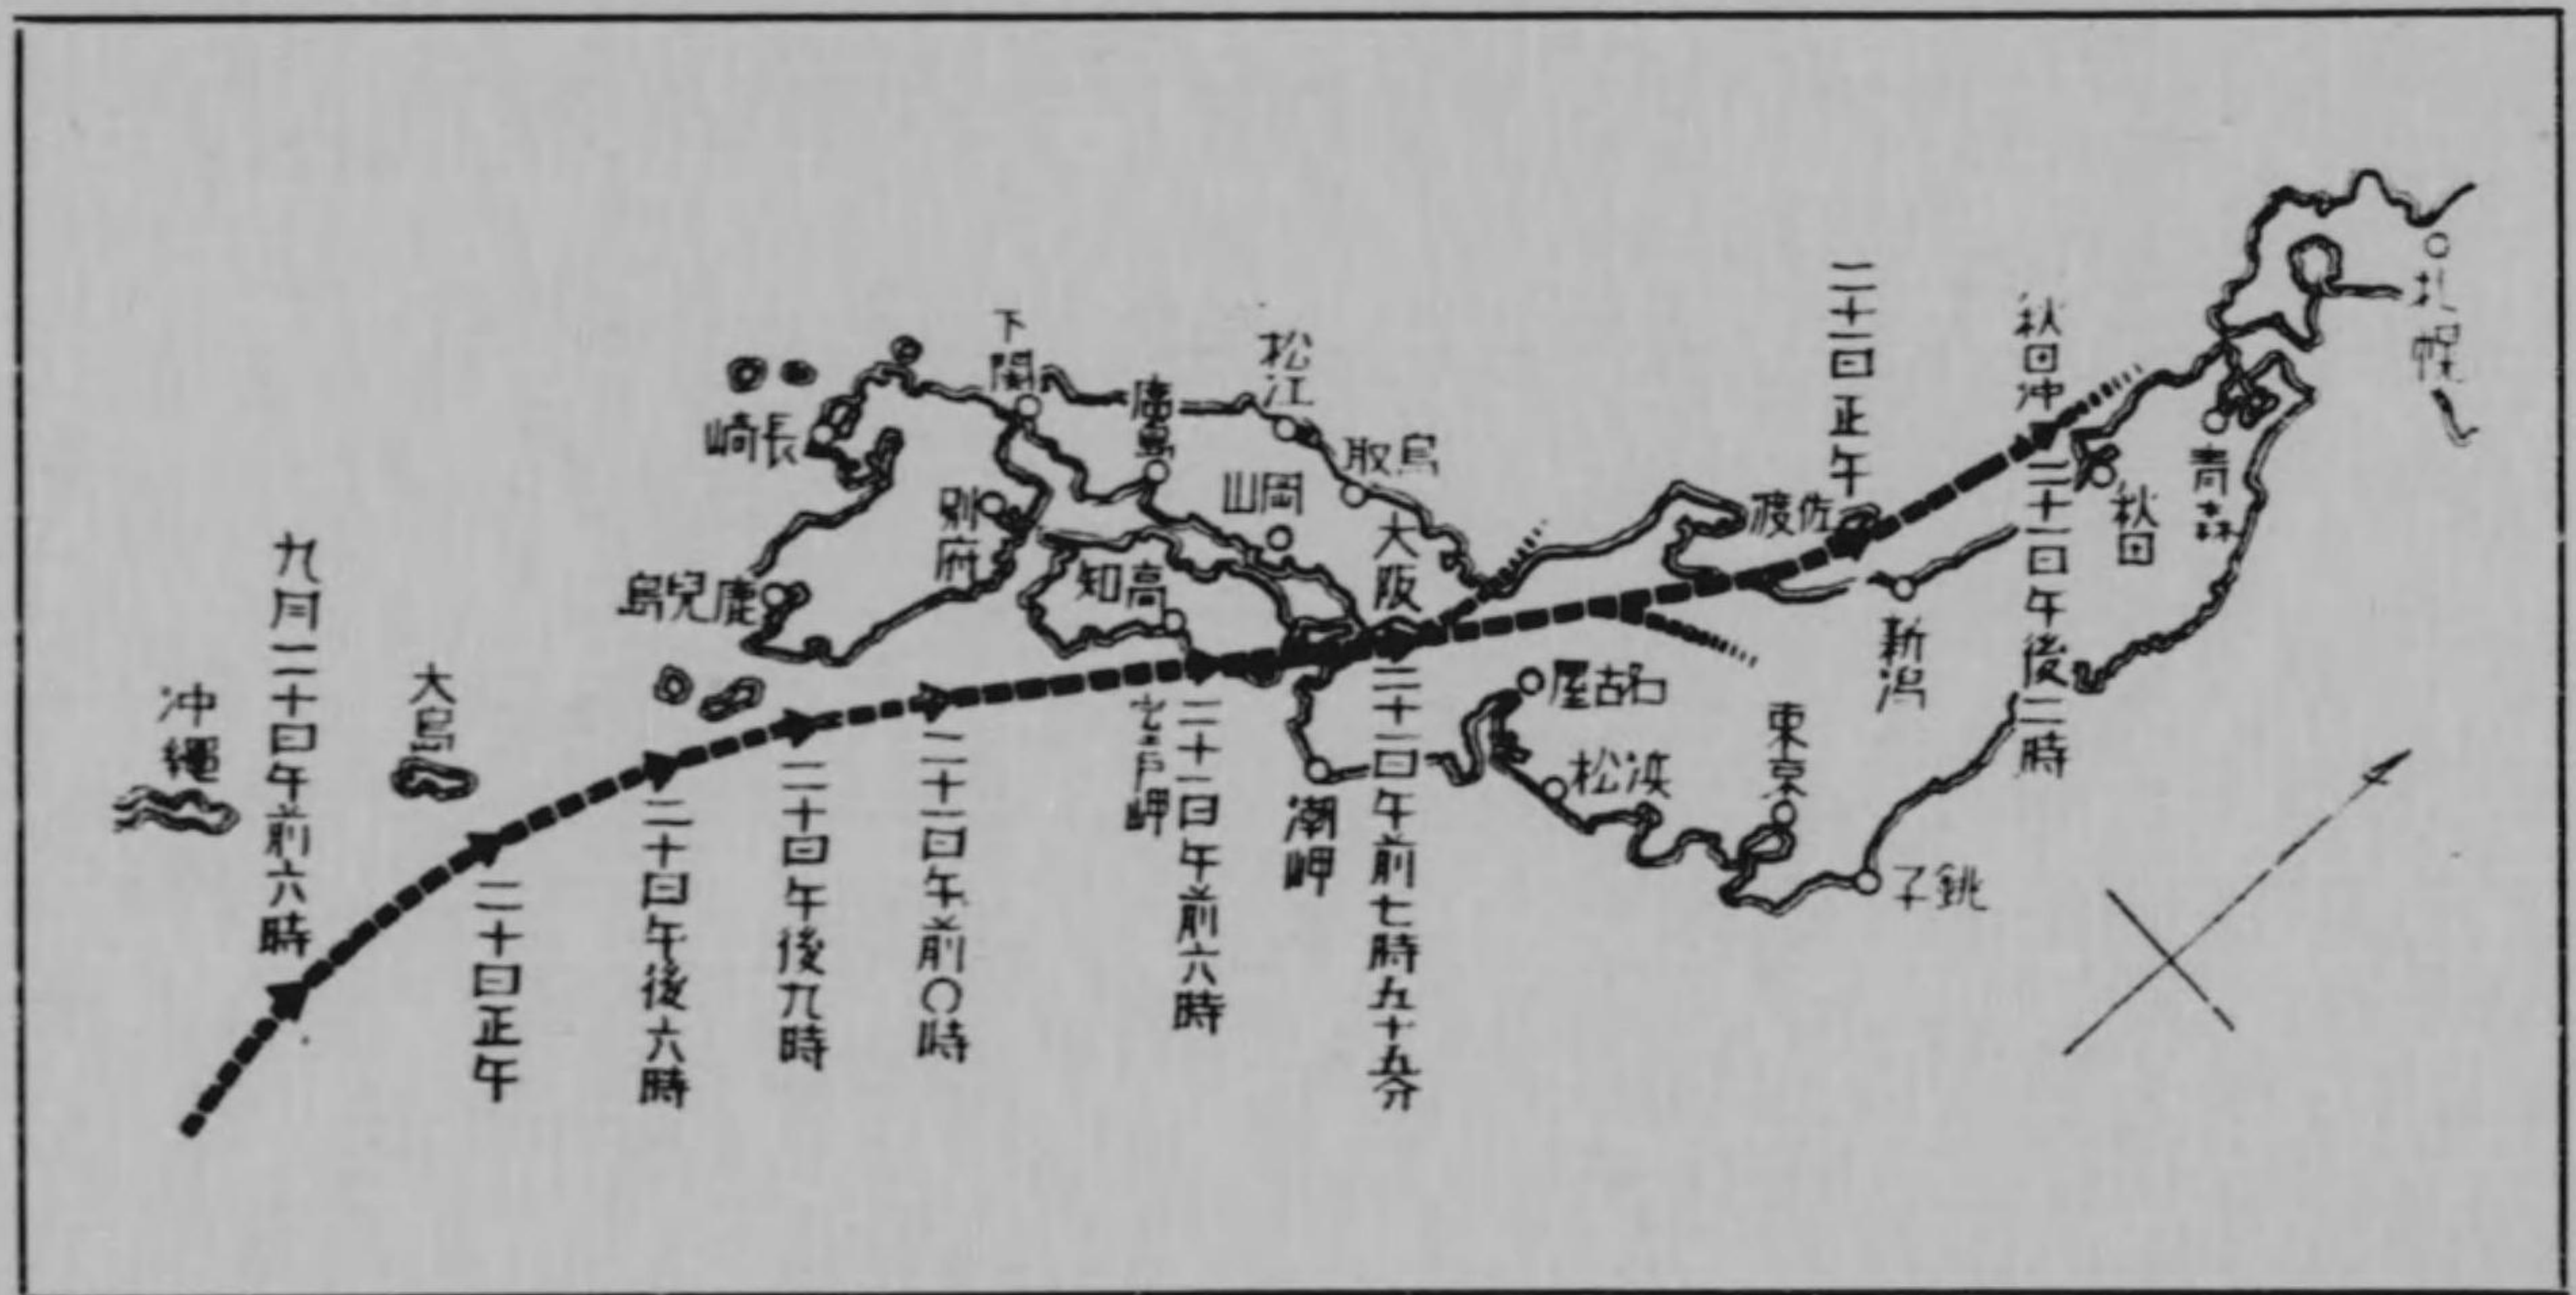 沖繩
九月二十日午前六時
大島
二十日正午
二十日午後六時
二十日午後九時
二十一日午前〇時
室戸岬
二十一日午前六時
二十一日午前七時五十五分
二十一日正午
秋田沖
二十一日午後二時
鹿兒島
長崎
別府
下関
廣島
松江
鳥取
岡山
高知
大阪
潮岬
名古屋
浜松
東京
銚子
佐渡
新潟
秋田
青森
札幌